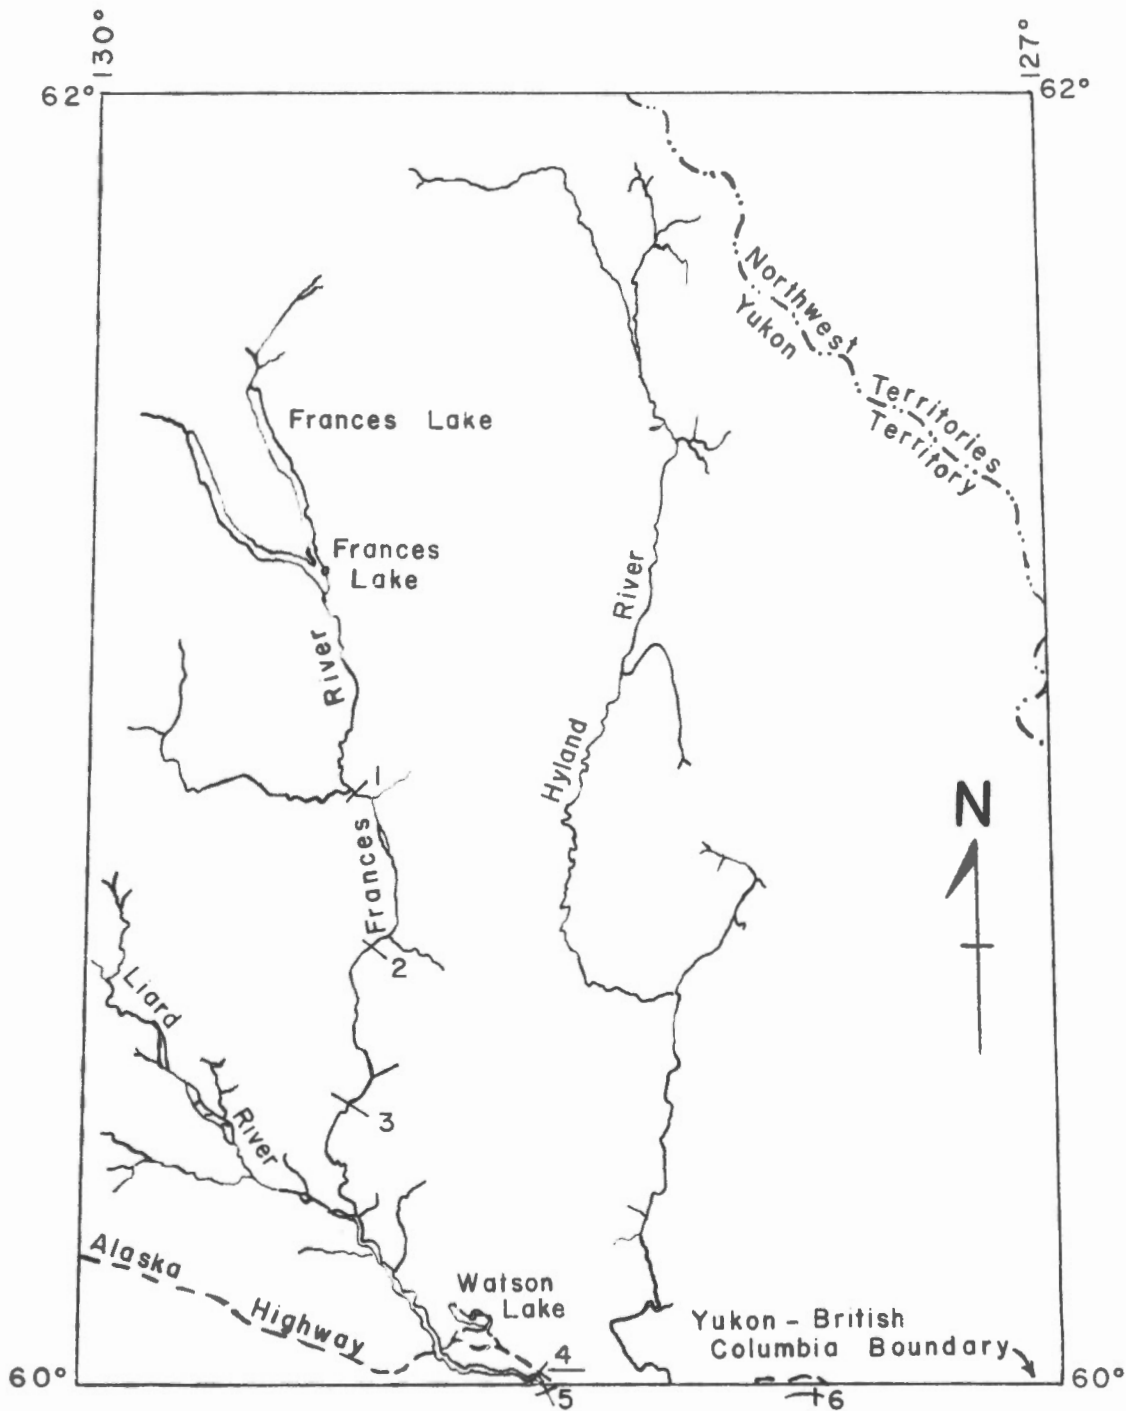 130°
127°
62°
62°
Northwest
Yukon
Territories
Territory
Frances Lake
Frances
Lake
River
River
Hyland
1
Frances
N
2
Liard
3
River
Alaska
Highway
Watson
Lake
Yukon - British
Columbia Boundary
4
60°
60°
5
6